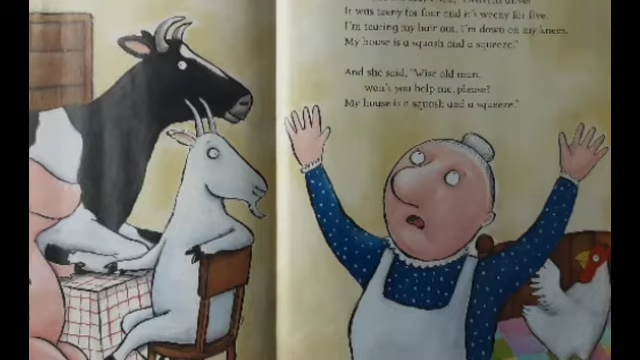 It was teeny for four and it's weeny for five.
I'm tearing my hair out, I'm down on my knees.
My house is a squash and a squeeze."
And she said, "Wise old man,
won't you help me, please?
My house is a squash and a squeeze."